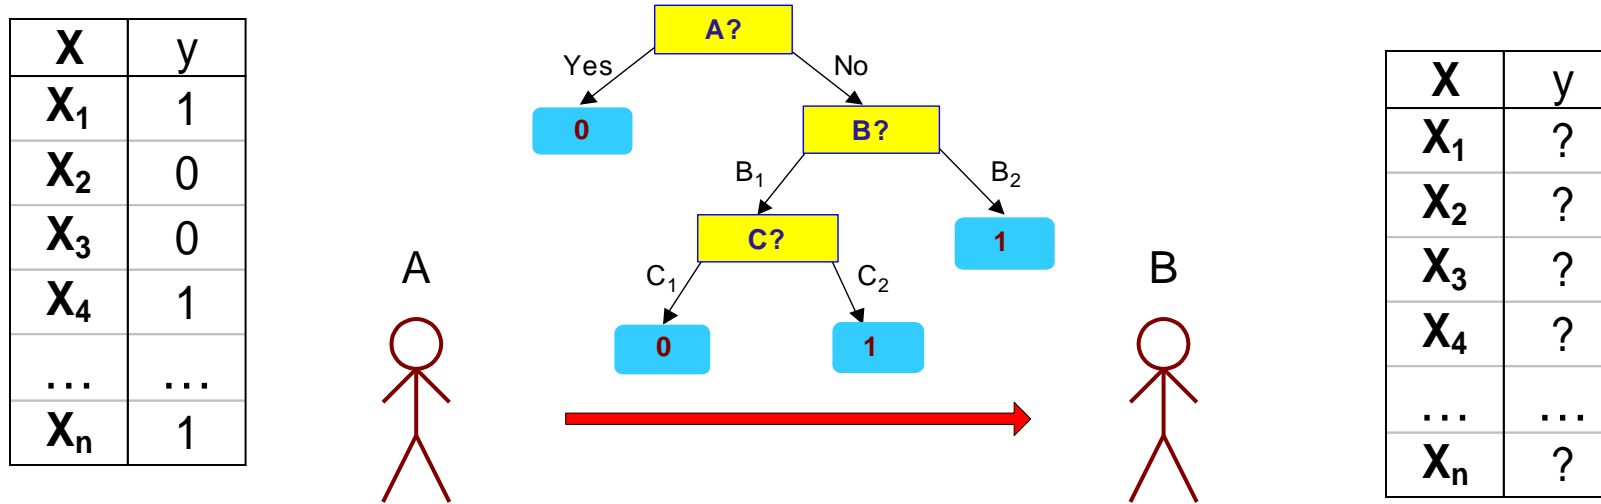 X y
X1 1
X2 0
X3 0
X4 1
... ...
Xn 1
A?
Yes No
0
B?
B1 B2
C?
1
C1 C2
0 1
A
B
X y
X1 ?
X2 ?
X3 ?
X4 ?
... ...
Xn ?